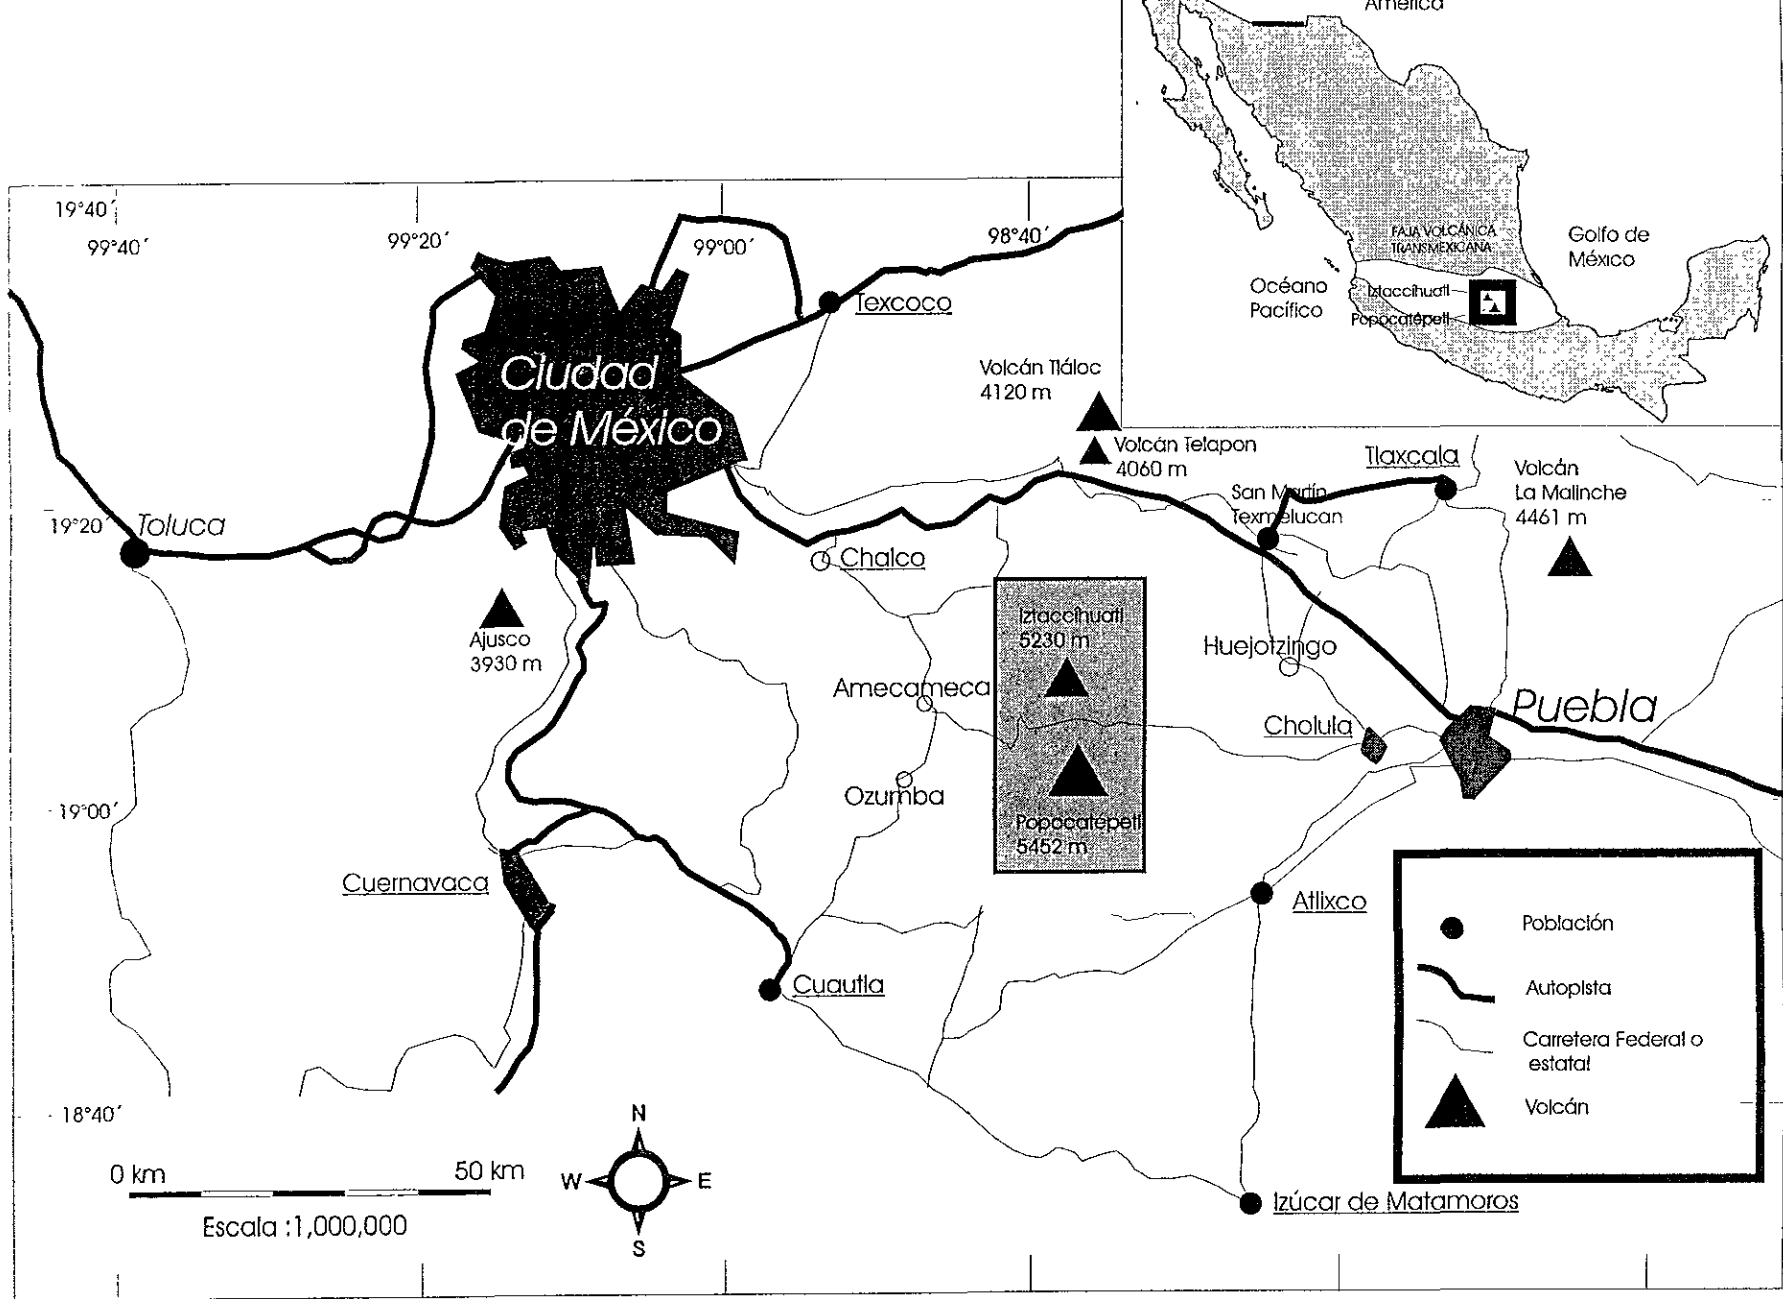 América
19°40´
99°40´
99°20´
99°00´
98°40´
FAJA VOLCÁNICA
TRANSMEXICANA
Golfo de
México
Océano
Pacífico
Iztaccíhuatl
Popocatépetl
Texcoco
Ciudad
de México
Volcán Tláloc
4120 m
Volcán Telapon
4060 m
Tlaxcala
Volcán
La Malinche
4461 m
San Martín
Texmelucan
19°20´
Toluca
Chalco
Ajusco
3930 m
Iztaccíhuatl
5230 m
Huejotzingo
Amecameca
Cholula
Puebla
Ozumba
19°00´
Popocatépetl
5452 m
Cuernavaca
Atlixco
Cuautla
Población
Autopista
Carretera Federal o
estatal
Volcán
18°40´
N
W
E
S
0 km
50 km
Escala :1,000,000
Izúcar de Matamoros